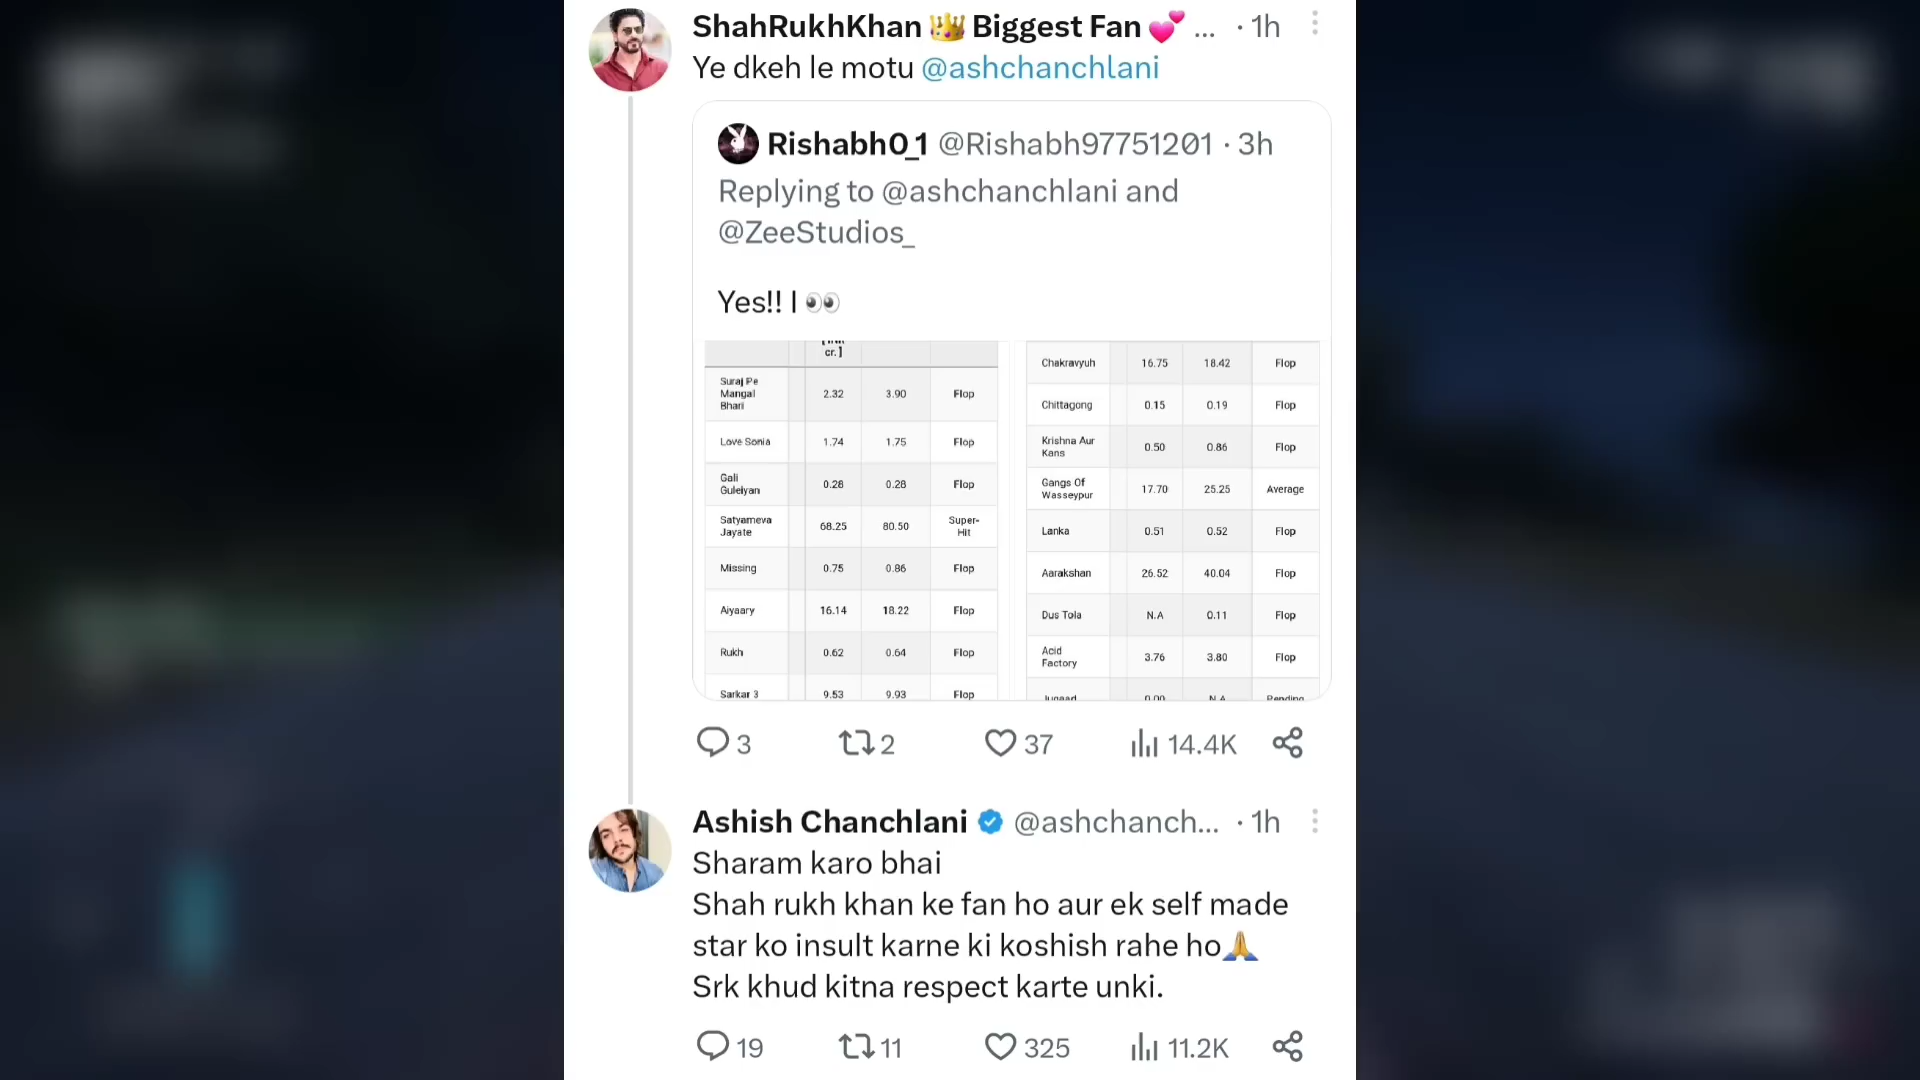 ShahRukhKhan 👑 Biggest Fan 💕 ... · 1h
Ye dkeh le motu @ashchanchlani
Rishabh0_1 @Rishabh97751201 · 3h
Replying to @ashchanchlani and
@ZeeStudios_
Yes!! I 👀
cr.]
Suraj Pe
Mangal
Bhari
2.32 3.90 Flop
Love Sonia 1.74 1.75 Flop
Gali
Guleiyan
0.28 0.28 Flop
Satyameva
Jayate
68.25 80.50 Super-
Hit
Missing 0.75 0.86 Flop
Aiyaary 16.14 18.22 Flop
Rukh 0.62 0.64 Flop
Sarkar 3 9.53 9.93 Flop
Chakravyuh 16.75 18.42 Flop
Chittagong 0.15 0.19 Flop
Krishna Aur
Kans
0.50 0.86 Flop
Gangs Of
Wasseypur
17.70 25.25 Average
Lanka 0.51 0.52 Flop
Aarakshan 26.52 40.04 Flop
Dus Tola N.A 0.11 Flop
Acid
Factory
3.76 3.80 Flop
3 2 37 14.4K
Ashish Chanchlani @ashchanch... · 1h
Sharam karo bhai
Shah rukh khan ke fan ho aur ek self made
star ko insult karne ki koshish rahe ho🙏
Srk khud kitna respect karte unki.
19 11 325 11.2K